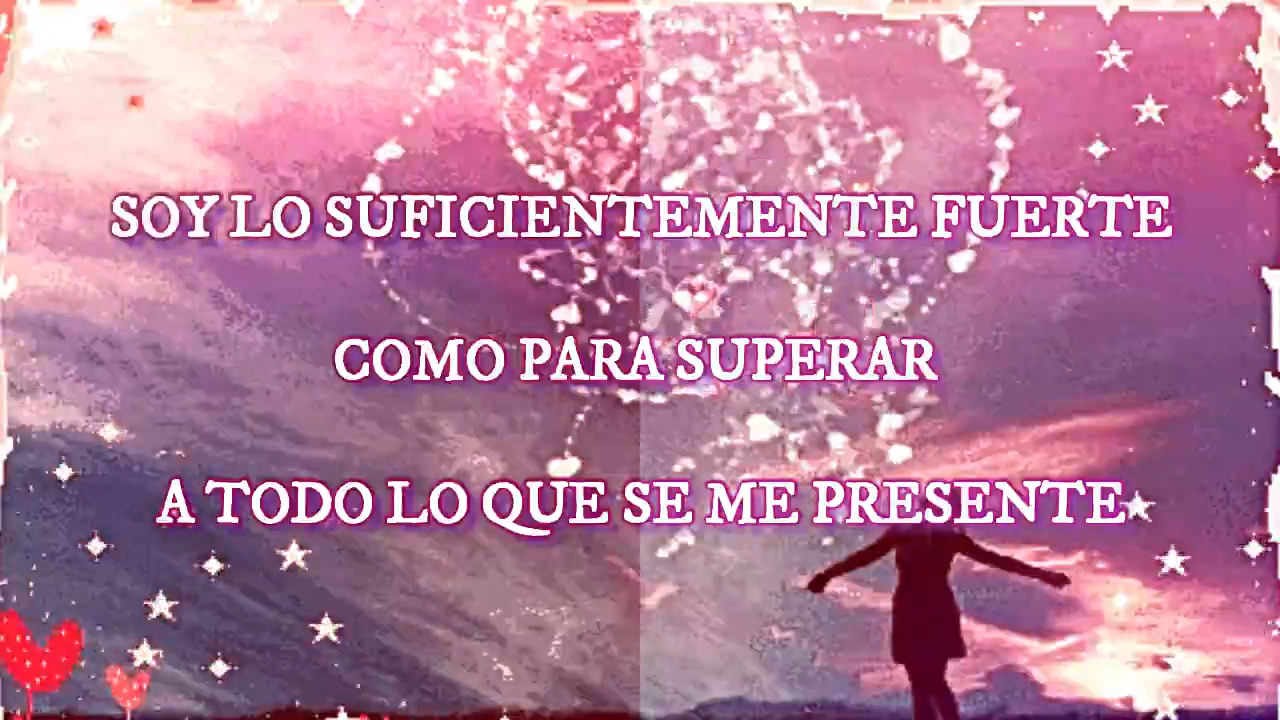 SOY LO SUFICIENTEMENTE FUERTE
COMO PARA SUPERAR
A TODO LO QUE SE ME PRESENTE